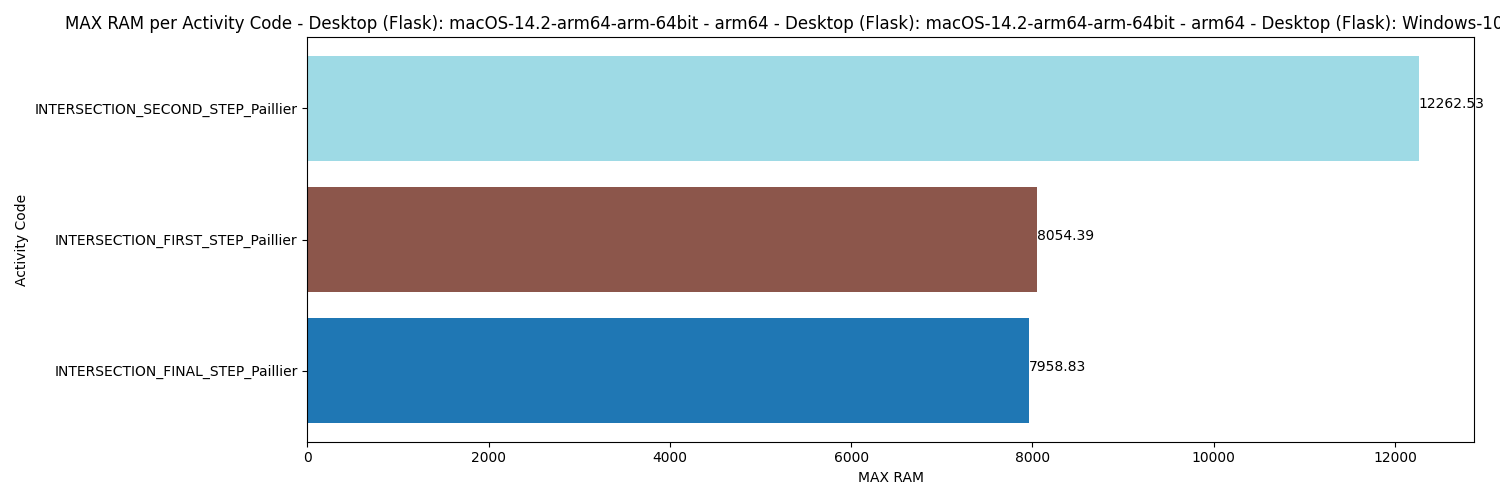 MAX RAM per Activity Code - Desktop (Flask): macOS-14.2-arm64-arm-64bit - arm64 - Desktop (Flask): macOS-14.2-arm64-arm-64bit - arm64 - Desktop (Flask): Windows-10
INTERSECTION_SECOND_STEP_Paillier
12262.53
INTERSECTION_FIRST_STEP_Paillier
8054.39
INTERSECTION_FINAL_STEP_Paillier
7958.83
Activity Code
0 2000 4000 6000 8000 10000 12000
MAX RAM